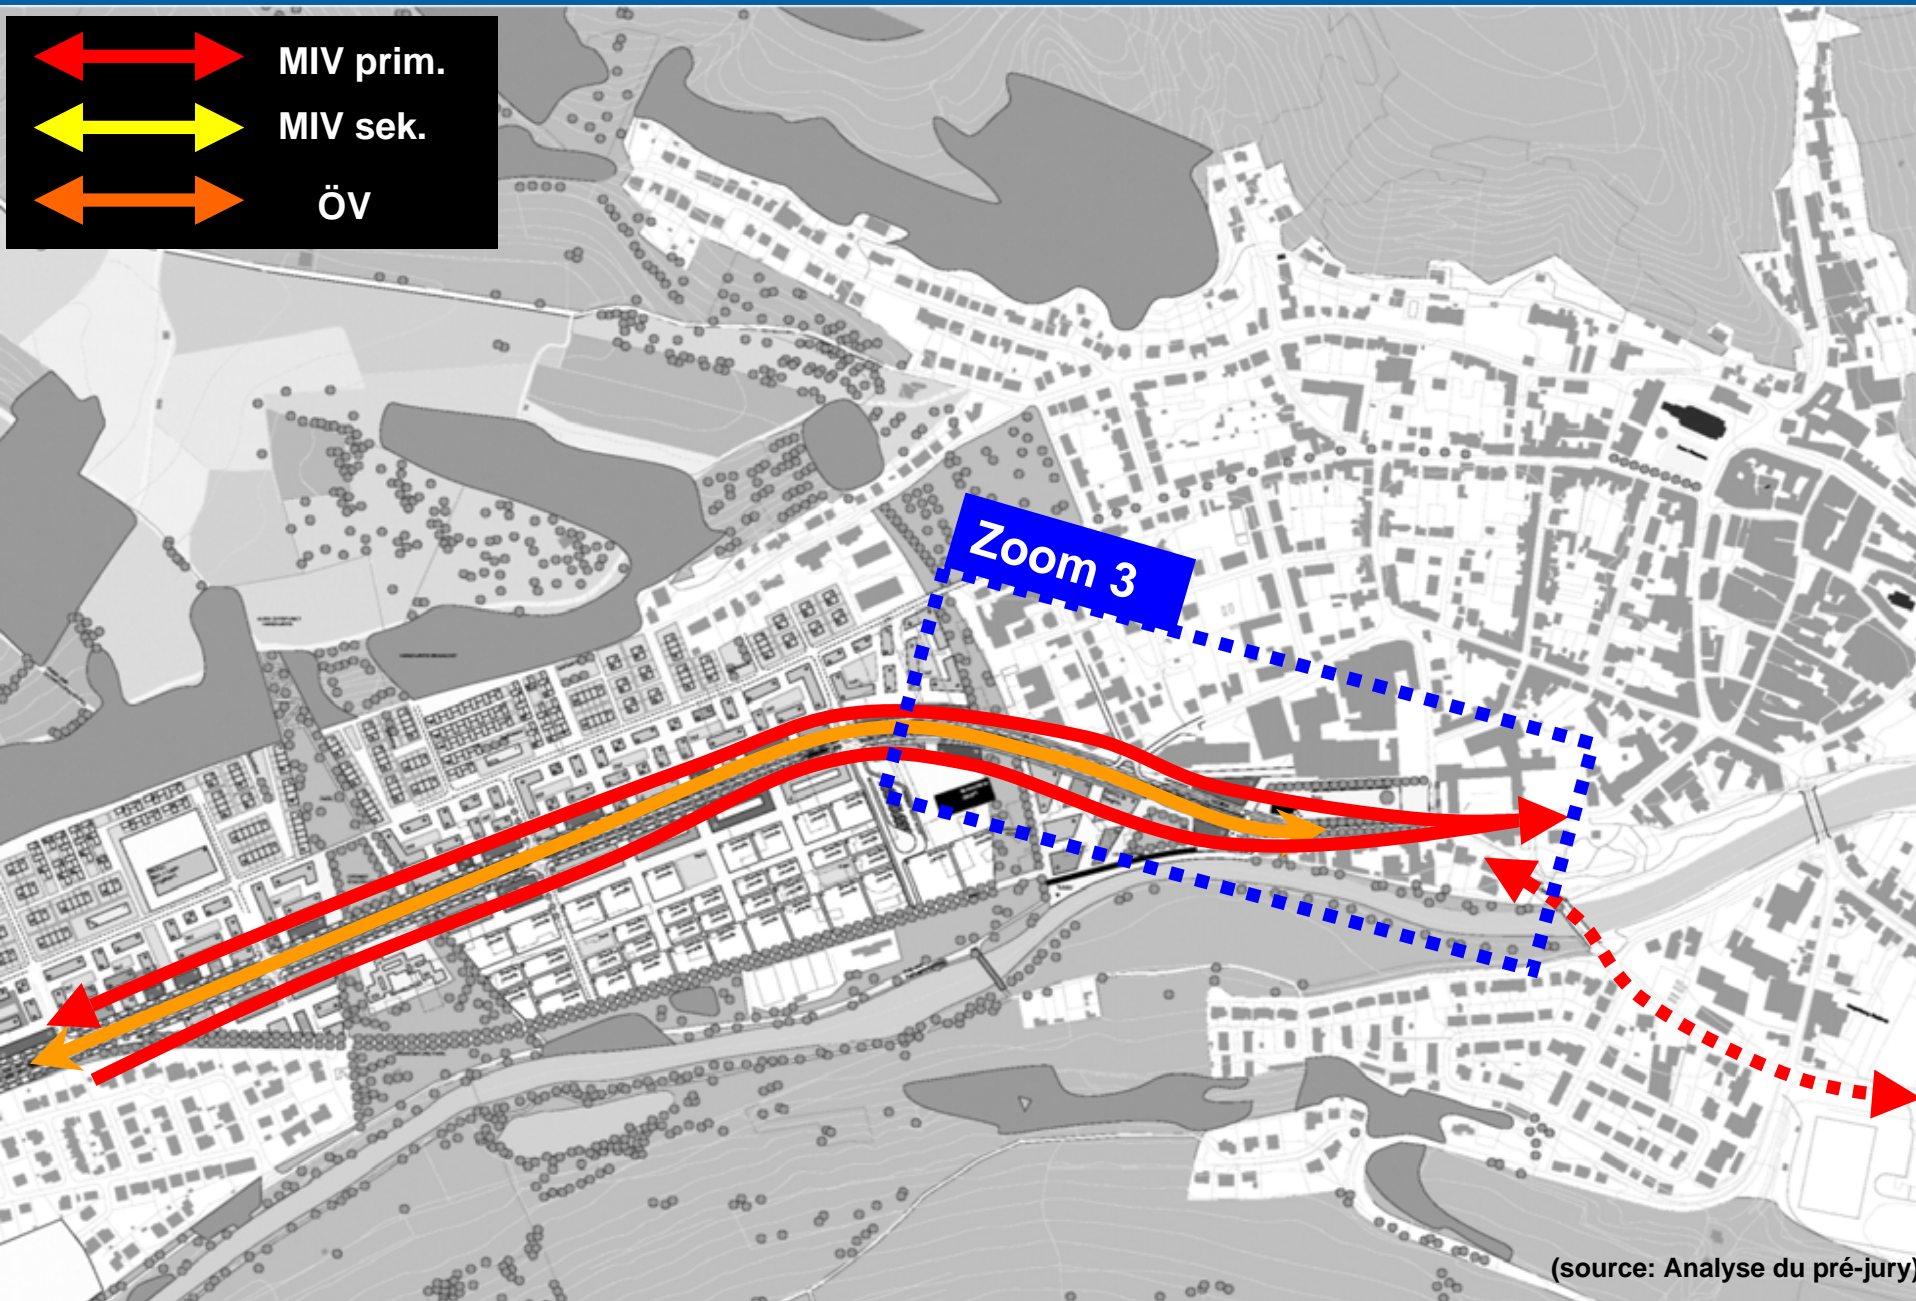 MIV prim.
MIV sek.
ÖV
Zoom 3
(source: Analyse du pré-jury)